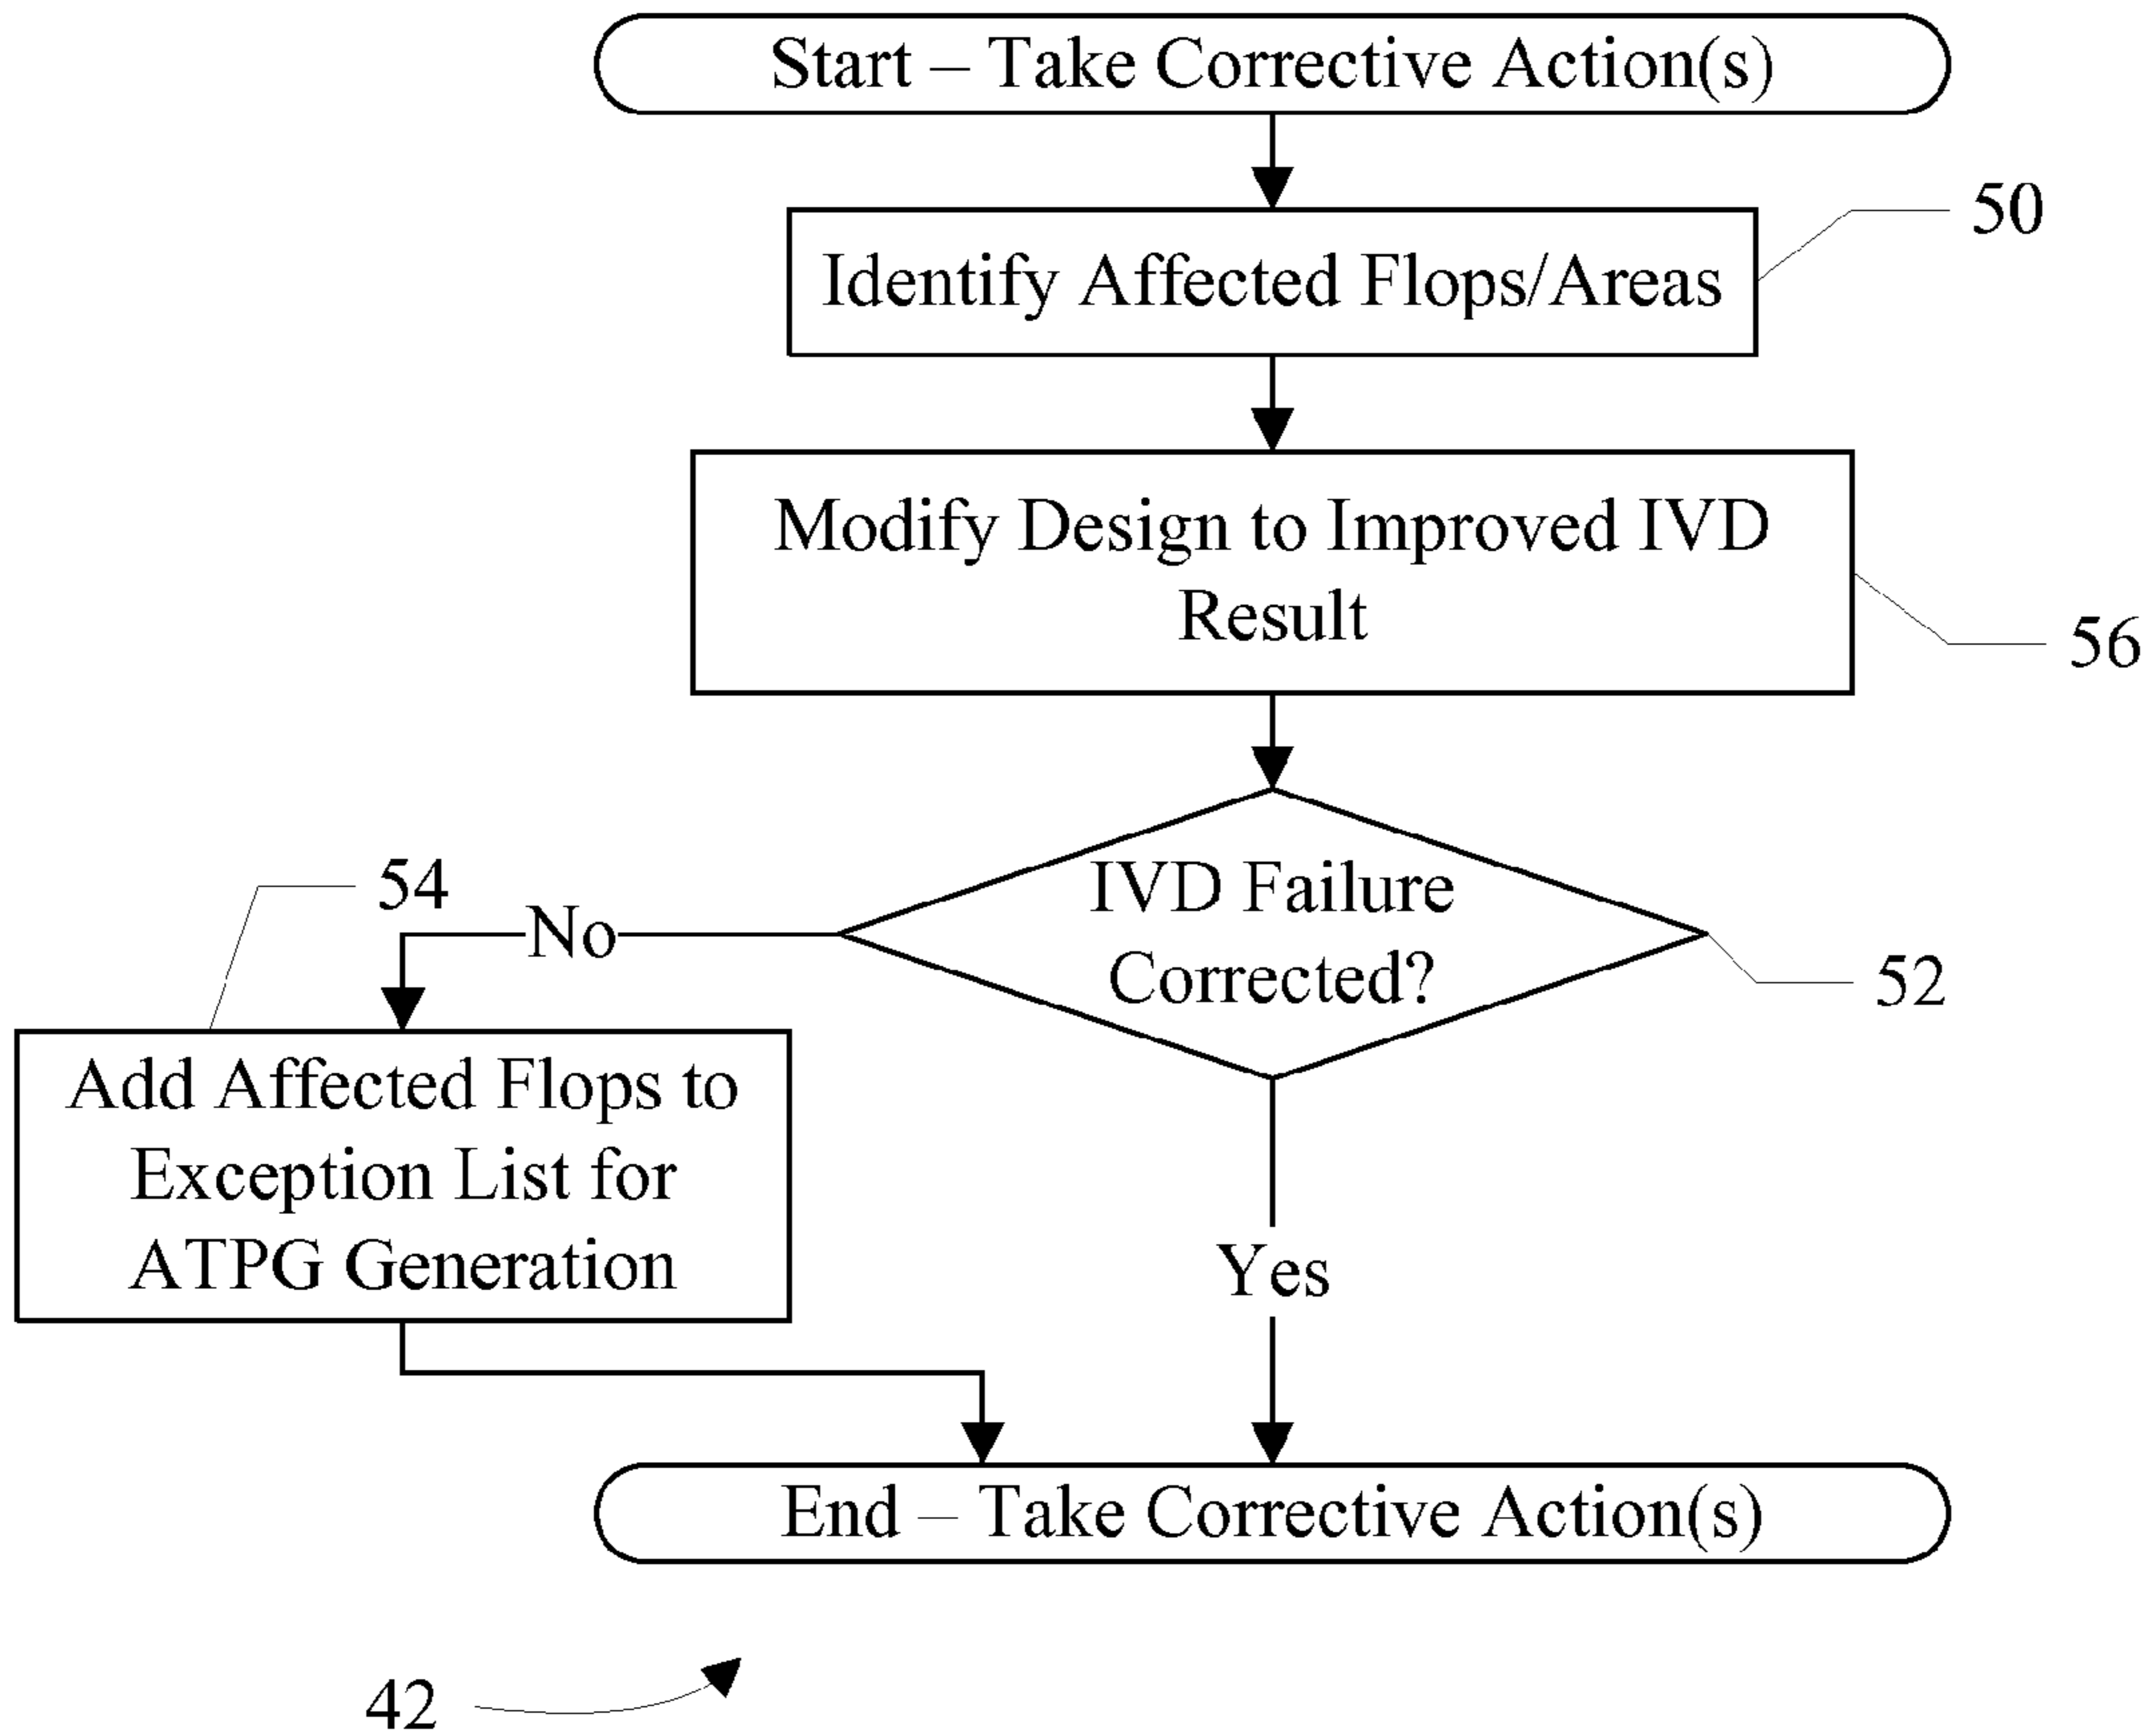 Start – Take Corrective Action(s)
50
Identify Affected Flops/Areas
Modify Design to Improved IVD
Result
56
IVD Failure
Corrected?
52
No
54
Add Affected Flops to
Exception List for
ATPG Generation
Yes
End – Take Corrective Action(s)
42